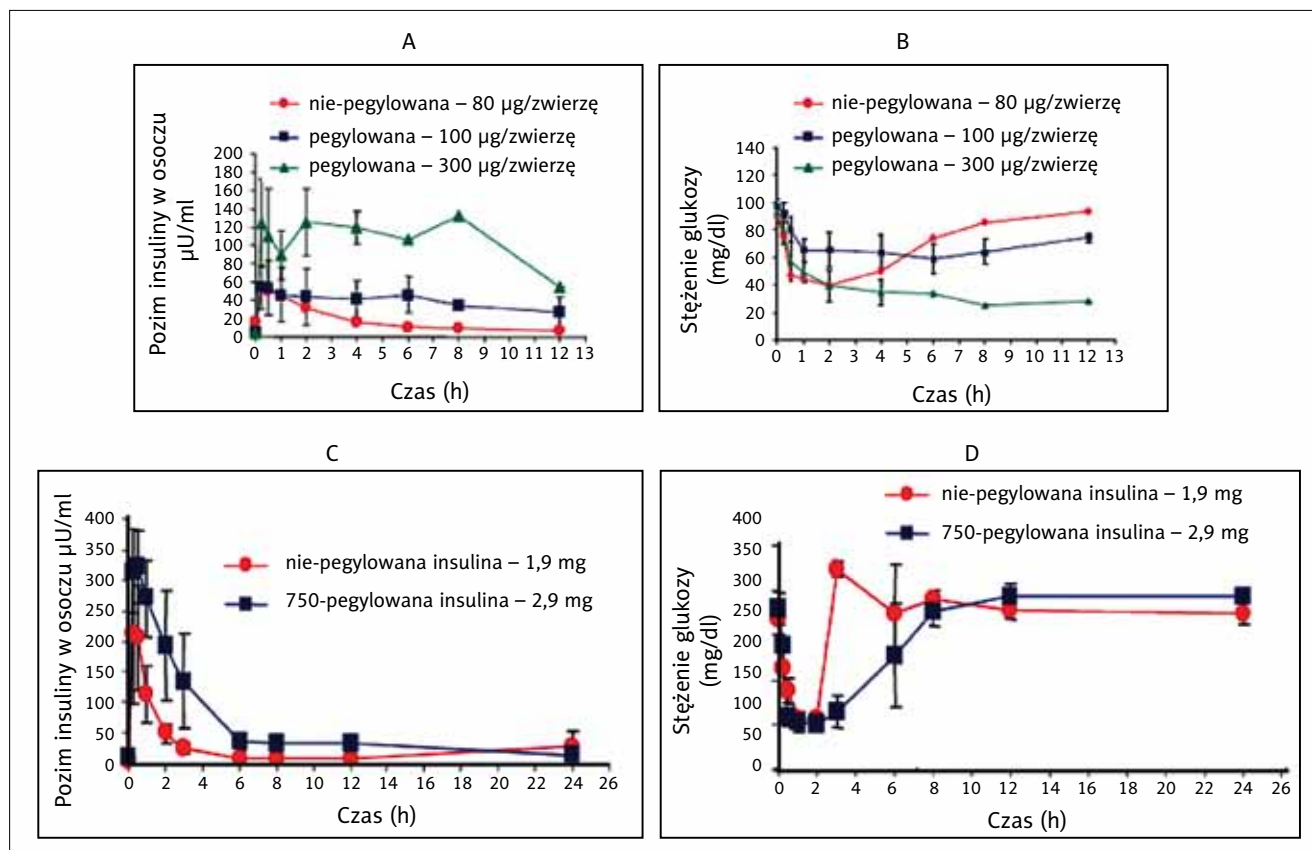 A
nie-pegylowana – 80 µg/zwierzę
pegylowana – 100 µg/zwierzę
pegylowana – 300 µg/zwierzę
Pozim insuliny w osoczu
µU/ml
200
180
160
140
120
100
80
60
40
20
0
0 1 2 3 4 5 6 7 8 9 10 11 12 13
Czas (h)
B
nie-pegylowana – 80 µg/zwierzę
pegylowana – 100 µg/zwierzę
pegylowana – 300 µg/zwierzę
Stężenie glukozy
(mg/dl)
140
120
100
80
60
40
20
0
0 1 2 3 4 5 6 7 8 9 10 11 12 13
Czas (h)
C
Pozim insuliny w osoczu µU/ml
nie-pegylowana insulina – 1,9 mg
750-pegylowana insulina – 2,9 mg
400
350
300
250
200
150
100
50
0
0 2 4 6 8 10 12 14 16 18 20 22 24 26
Czas (h)
D
nie-pegylowana insulina – 1,9 mg
750-pegylowana insulina – 2,9 mg
Stężenie glukozy
(mg/dl)
400
350
300
250
200
150
100
50
0
0 2 4 6 8 10 12 14 16 18 20 22 24 26
Czas (h)